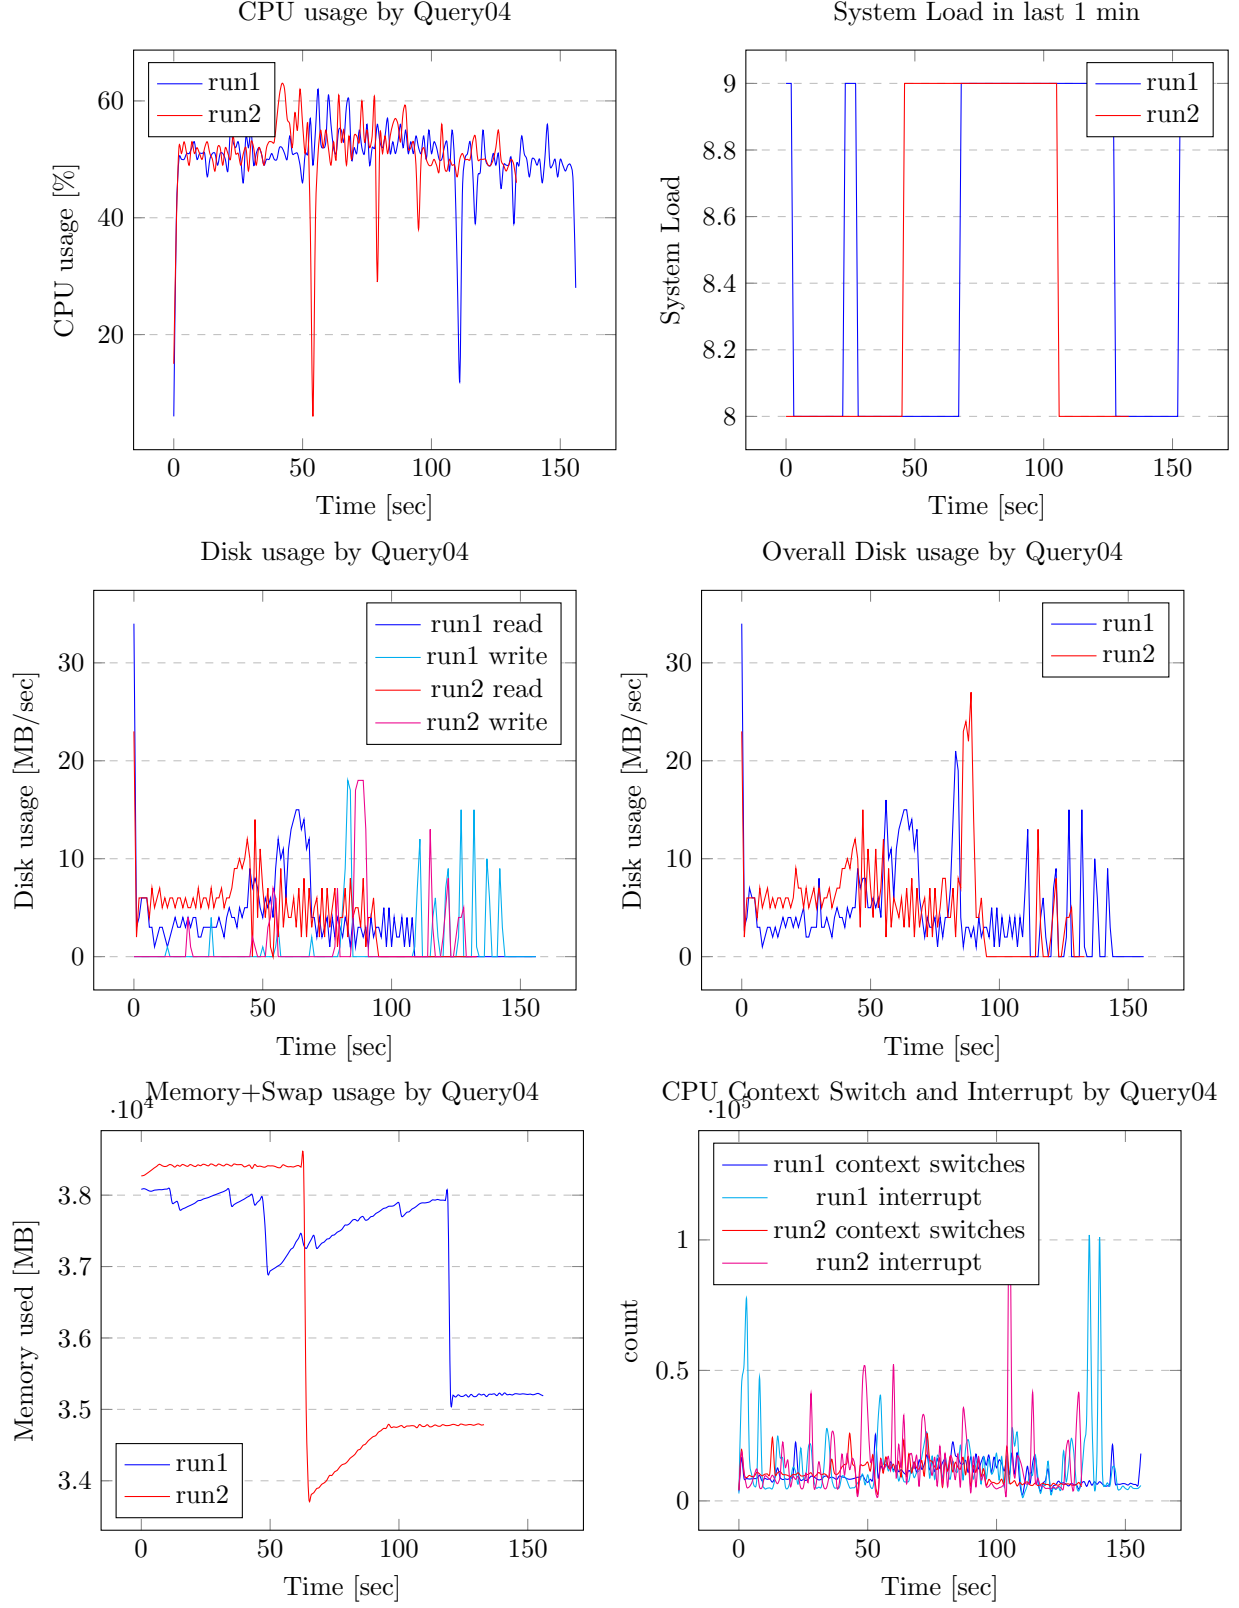 CPU usage by Query04
run1
run2
60
40
20
0
50
100
150
CPU usage [%]
Time [sec]
System Load in last 1 min
run1
run2
9
8.8
8.6
8.4
8.2
8
0
50
100
150
System Load
Time [sec]
Disk usage by Query04
run1 read
run1 write
run2 read
run2 write
30
20
10
0
0
50
100
150
Disk usage [MB/sec]
Time [sec]
Overall Disk usage by Query04
run1
run2
30
20
10
0
0
50
100
150
Disk usage [MB/sec]
Time [sec]
Memory+Swap usage by Query04
·10^4
3.8
3.7
3.6
3.5
3.4
run1
run2
0
50
100
150
Memory used [MB]
Time [sec]
CPU Context Switch and Interrupt by Query04
·10^5
run1 context switches
run1 interrupt
run2 context switches
run2 interrupt
1
0.5
0
0
50
100
150
count
Time [sec]